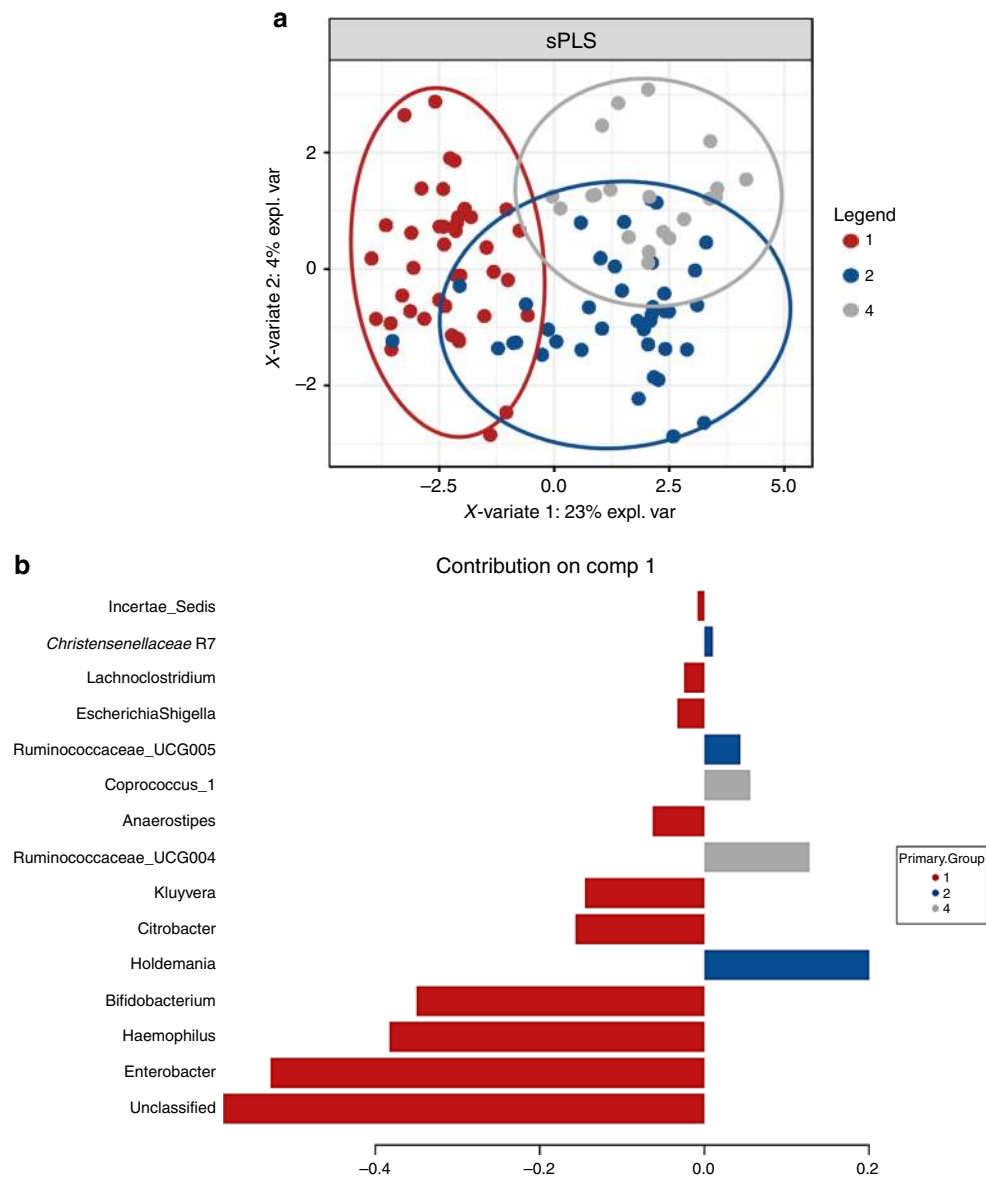 a
sPLS
2
0
−2
X-variate 2: 4% expl. var
−2.5
0.0
2.5
5.0
X-variate 1: 23% expl. var
Legend
1
2
4
b
Contribution on comp 1
Incertae_Sedis
Christensenellaceae R7
Lachnoclostridium
EscherichiaShigella
Ruminococcaceae_UCG005
Coprococcus_1
Anaerostipes
Ruminococcaceae_UCG004
Kluyvera
Citrobacter
Holdemania
Bifidobacterium
Haemophilus
Enterobacter
Unclassified
−0.4
−0.2
0.0
0.2
Primary.Group
1
2
4